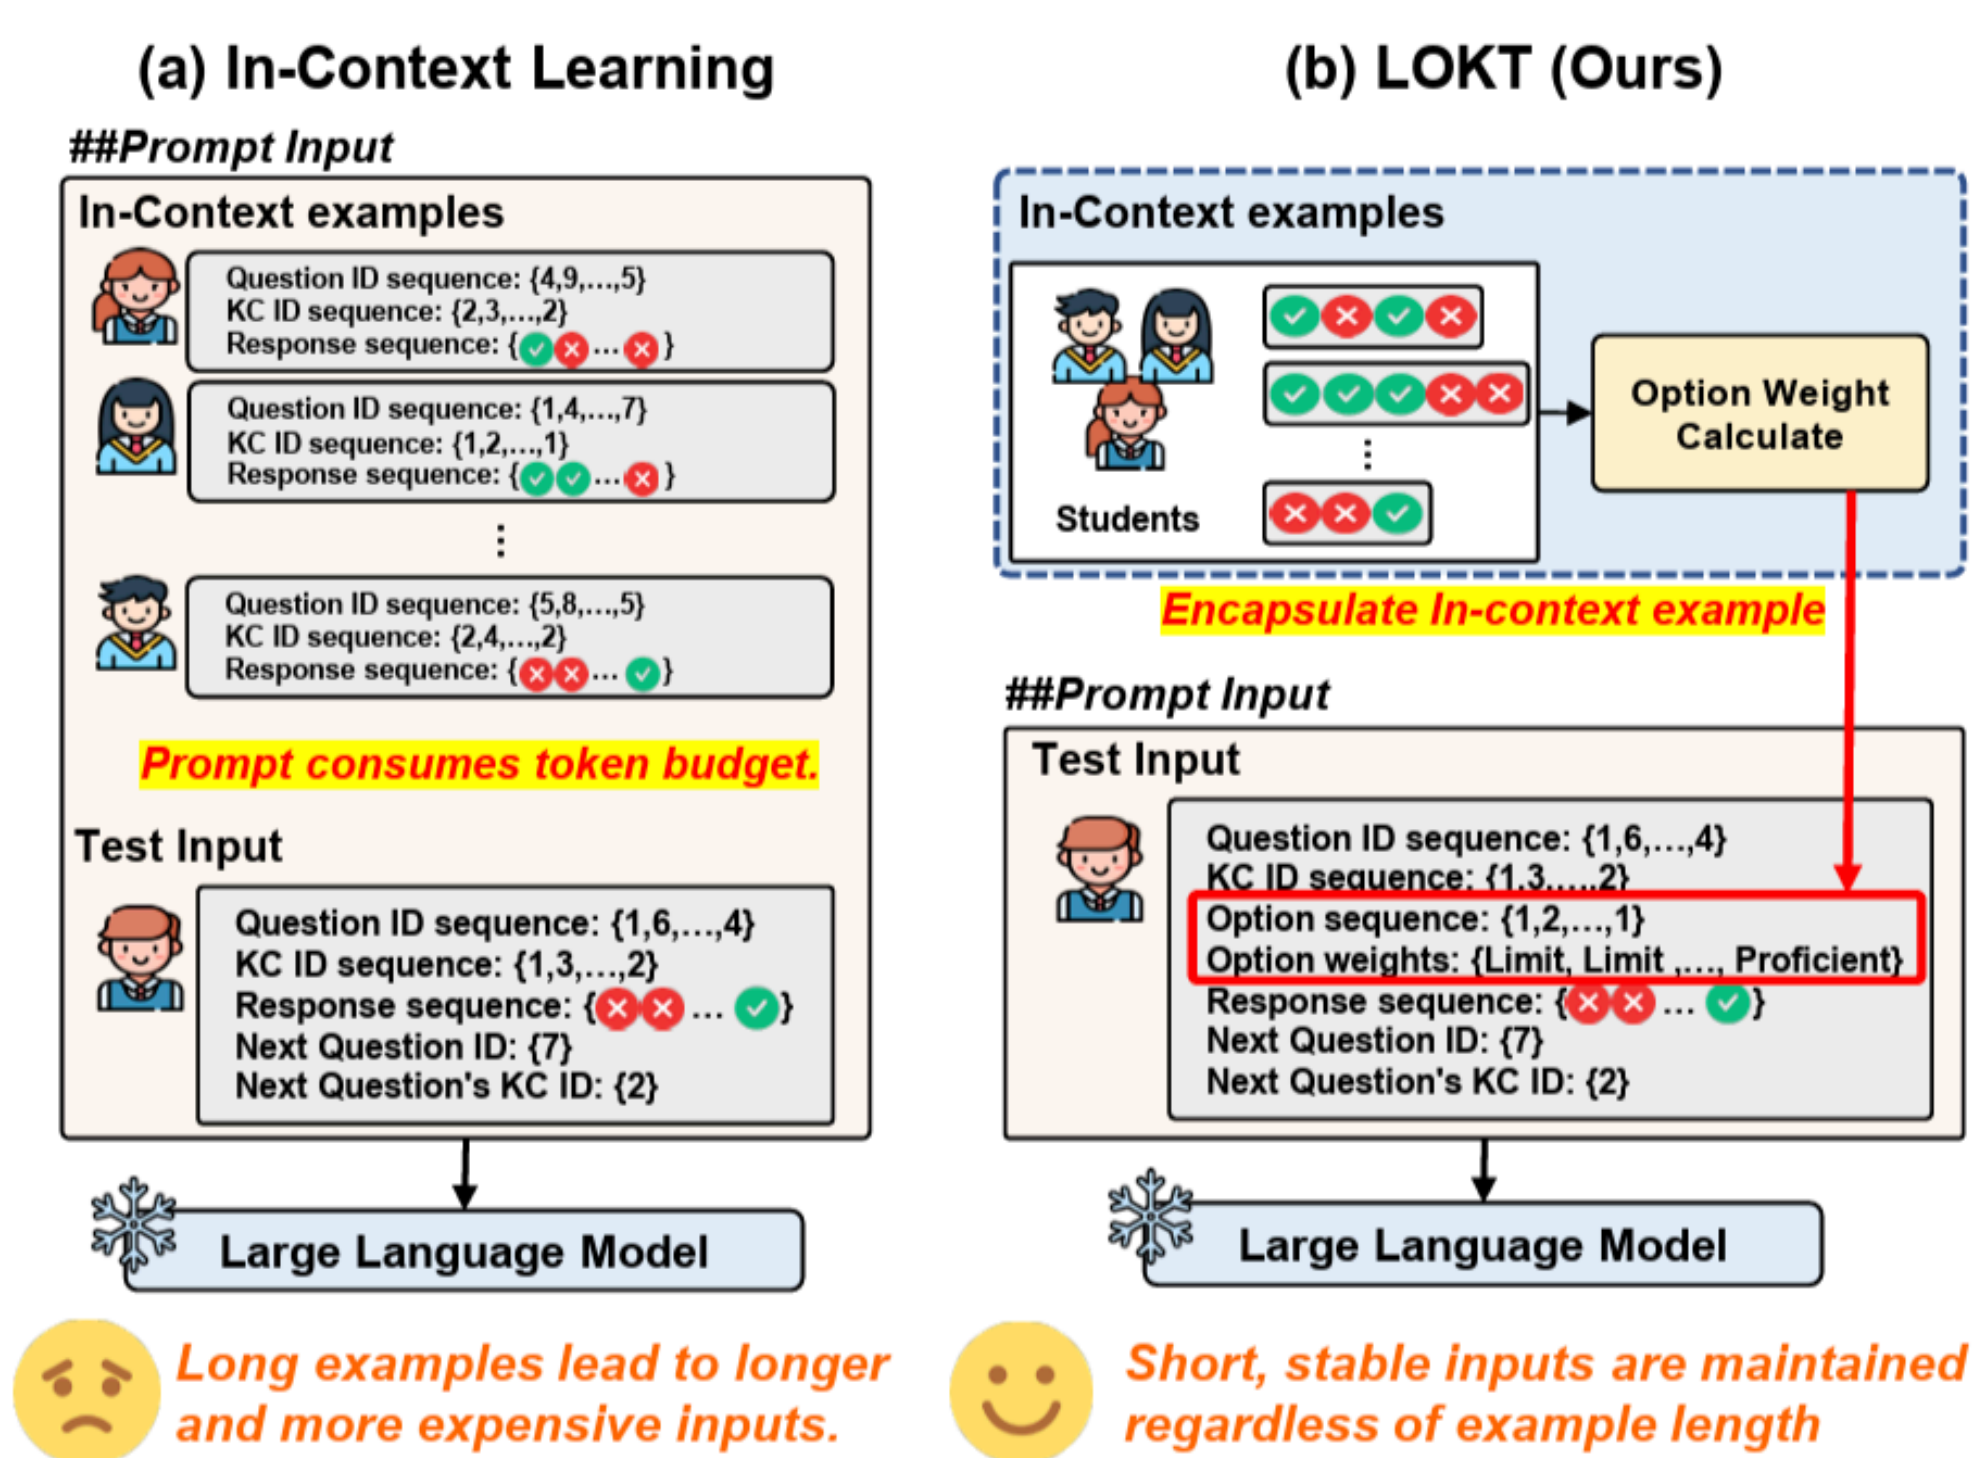 (a) In-Context Learning
##Prompt Input
In-Context examples
Question ID sequence: {4,9,...,5}
KC ID sequence: {2,3,...,2}
Response sequence: { ... }
Question ID sequence: {1,4,...,7}
KC ID sequence: {1,2,...,1}
Response sequence: { ... }
Question ID sequence: {5,8,...,5}
KC ID sequence: {2,4,...,2}
Response sequence: { ... }
Prompt consumes token budget.
Test Input
Question ID sequence: {1,6,...,4}
KC ID sequence: {1,3,...,2}
Response sequence: { ... }
Next Question ID: {7}
Next Question's KC ID: {2}
Large Language Model
Long examples lead to longer
and more expensive inputs.
(b) LOKT (Ours)
In-Context examples
Students
Option Weight
Calculate
Encapsulate In-context example
##Prompt Input
Test Input
Question ID sequence: {1,6,...,4}
KC ID sequence: {1,3,...,2}
Option sequence: {1,2,...,1}
Option weights: {Limit, Limit ,..., Proficient}
Response sequence: { ... }
Next Question ID: {7}
Next Question's KC ID: {2}
Large Language Model
Short, stable inputs are maintained
regardless of example length